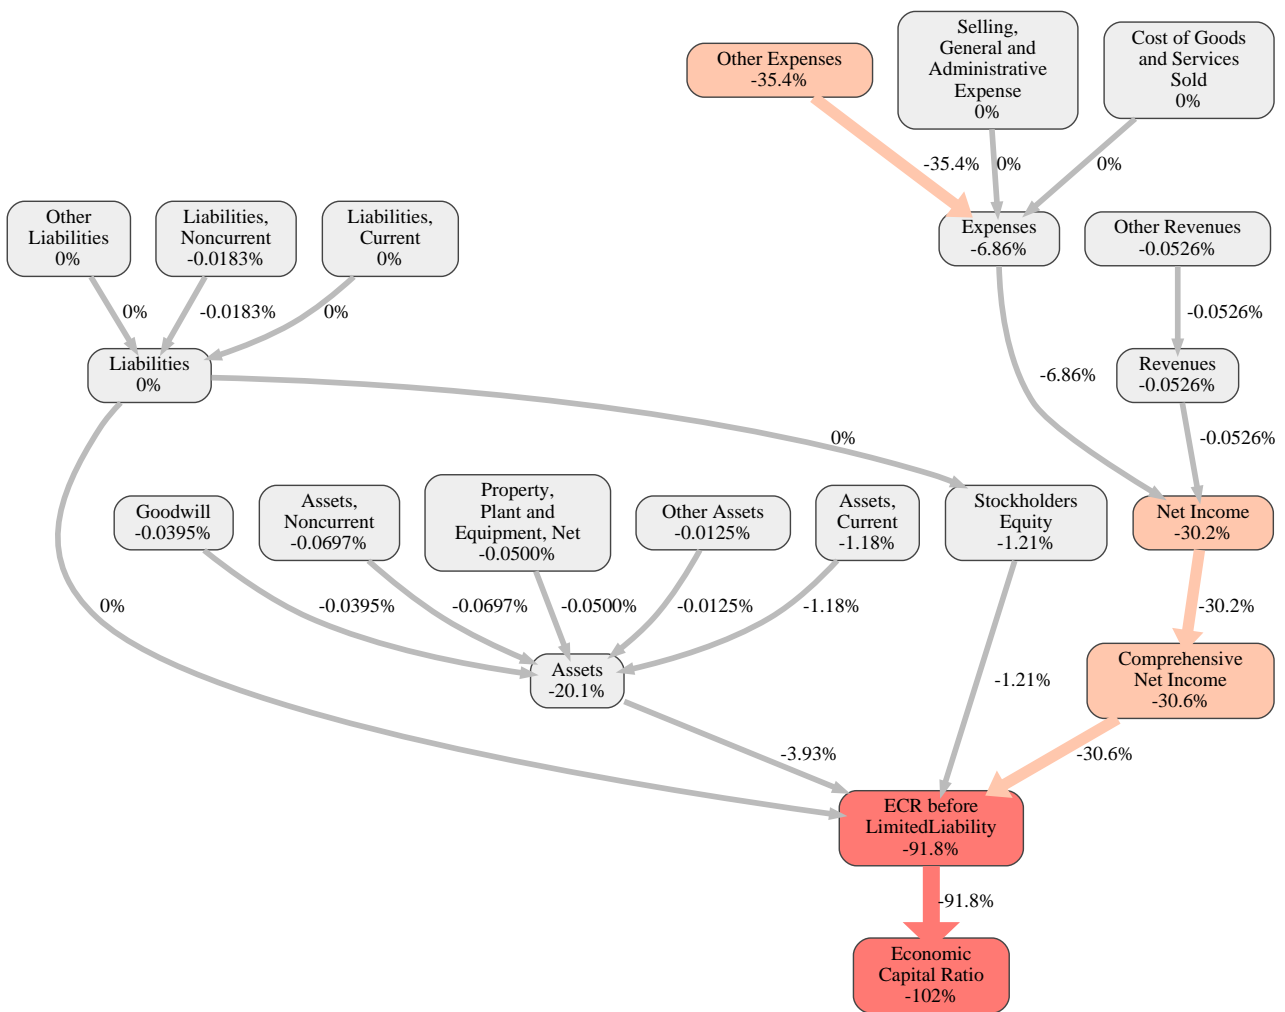 Selling,
General and
Administrative
Expense
0%
Cost of Goods
and Services
Sold
0%
Other Expenses
-35.4%
-35.4%
0%
0%
Other
Liabilities
0%
Liabilities,
Noncurrent
-0.0183%
Liabilities,
Current
0%
Expenses
-6.86%
Other Revenues
-0.0526%
0%
-0.0183%
0%
-0.0526%
Liabilities
0%
-6.86%
Revenues
-0.0526%
0%
-0.0526%
Goodwill
-0.0395%
Assets,
Noncurrent
-0.0697%
Property,
Plant and
Equipment, Net
-0.0500%
Other Assets
-0.0125%
Assets,
Current
-1.18%
Stockholders
Equity
-1.21%
Net Income
-30.2%
0%
-0.0395%
-0.0697%
-0.0500%
-0.0125%
-1.18%
-30.2%
Assets
-20.1%
-1.21%
Comprehensive
Net Income
-30.6%
-3.93%
-30.6%
ECR before
LimitedLiability
-91.8%
-91.8%
Economic
Capital Ratio
-102%